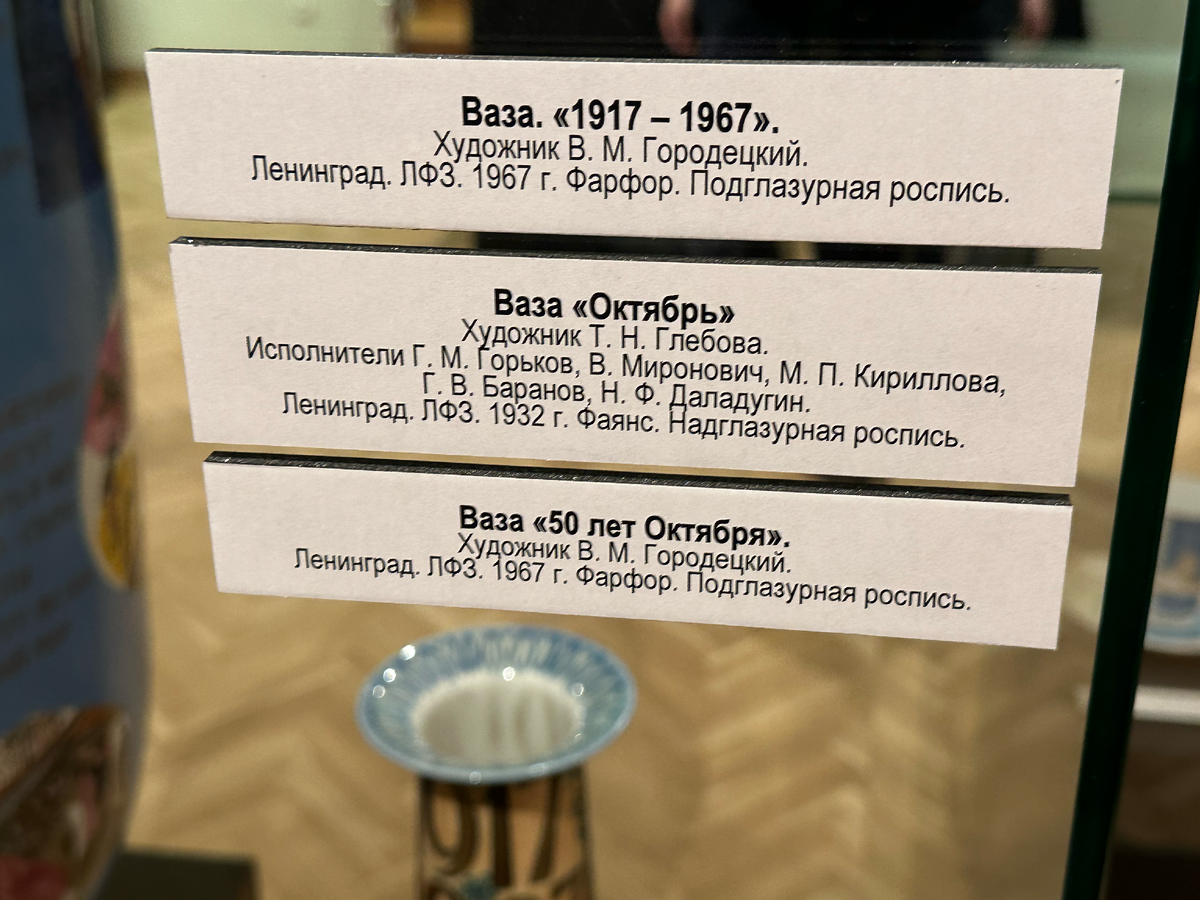 Ваза. «1917 – 1967».
Художник В. М. Городецкий.
Ленинград. ЛФЗ. 1967 г. Фарфор. Подглазурная роспись.
Ваза «Октябрь»
Художник Т. Н. Глебова.
Исполнители Г. М. Горьков, В. Миронович, М. П. Кириллова,
Г. В. Баранов, Н. Ф. Даладугин.
Ленинград. ЛФЗ. 1932 г. Фаянс. Надглазурная роспись.
Ваза «50 лет Октября».
Художник В. М. Городецкий.
Ленинград. ЛФЗ. 1967 г. Фарфор. Подглазурная роспись.